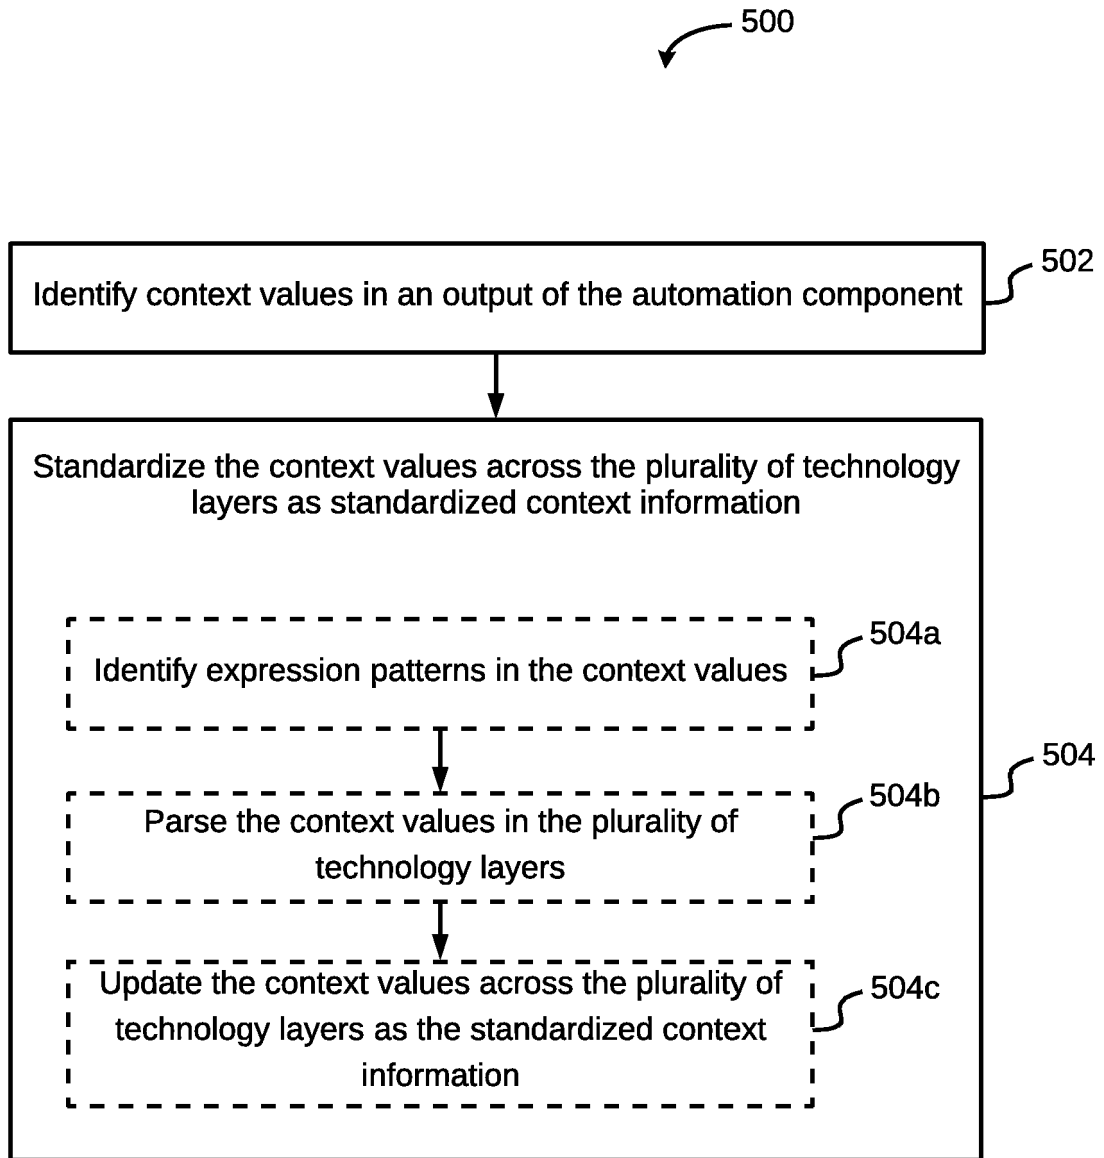 500
502
Identify context values in an output of the automation component
Standardize the context values across the plurality of technology
layers as standardized context information
504a
Identify expression patterns in the context values
504
504b
Parse the context values in the plurality of
technology layers
504c
Update the context values across the plurality of
technology layers as the standardized context
information